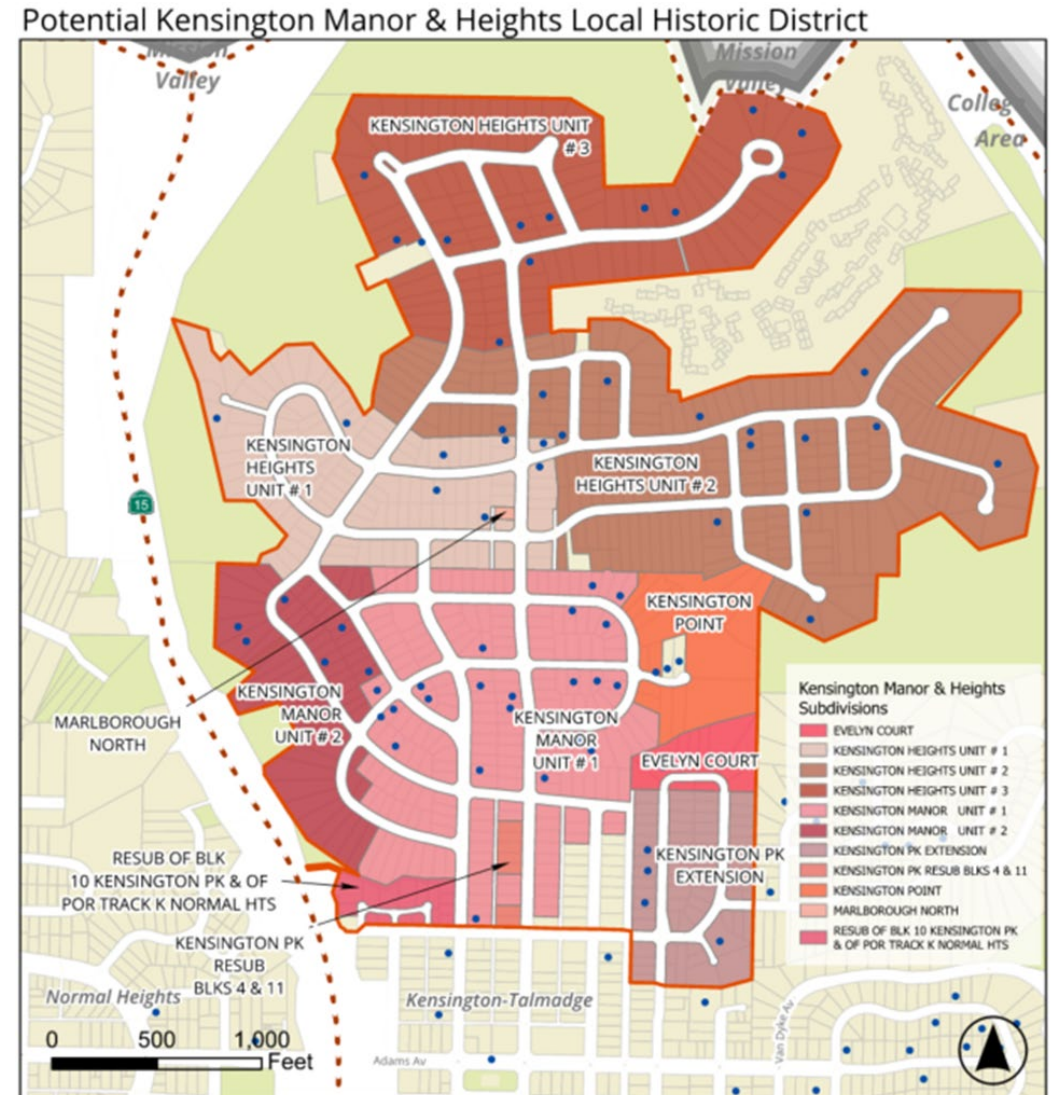 Potential Kensington Manor & Heights Local Historic District
Mission
Valley
Mission
Valley
Colleg
Area
KENSINGTON HEIGHTS UNIT
# 3
KENSINGTON
HEIGHTS
UNIT # 1
KENSINGTON
HEIGHTS UNIT # 2
15
KENSINGTON
POINT
KENSINGTON
MANOR
UNIT # 2
MARLBOROUGH
NORTH
KENSINGTON
MANOR
UNIT # 1
EVELYN COURT
KENSINGTON PK
EXTENSION
RESUB OF BLK
10 KENSINGTON PK & OF
POR TRACK K NORMAL HTS
KENSINGTON PK
RESUB
BLKS 4 & 11
Kensington Manor & Heights
Subdivisions
EVELYN COURT
KENSINGTON HEIGHTS UNIT # 1
KENSINGTON HEIGHTS UNIT # 2
KENSINGTON HEIGHTS UNIT # 3
KENSINGTON MANOR UNIT # 1
KENSINGTON MANOR UNIT # 2
KENSINGTON PK EXTENSION
KENSINGTON PK RESUB BLKS 4 & 11
KENSINGTON POINT
MARLBOROUGH NORTH
RESUB OF BLK 10 KENSINGTON PK
& OF POR TRACK K NORMAL HTS
Normal Heights
Kensington-Talmadge
Van Dyke Av
Adams Av
0 500 1,000
Feet